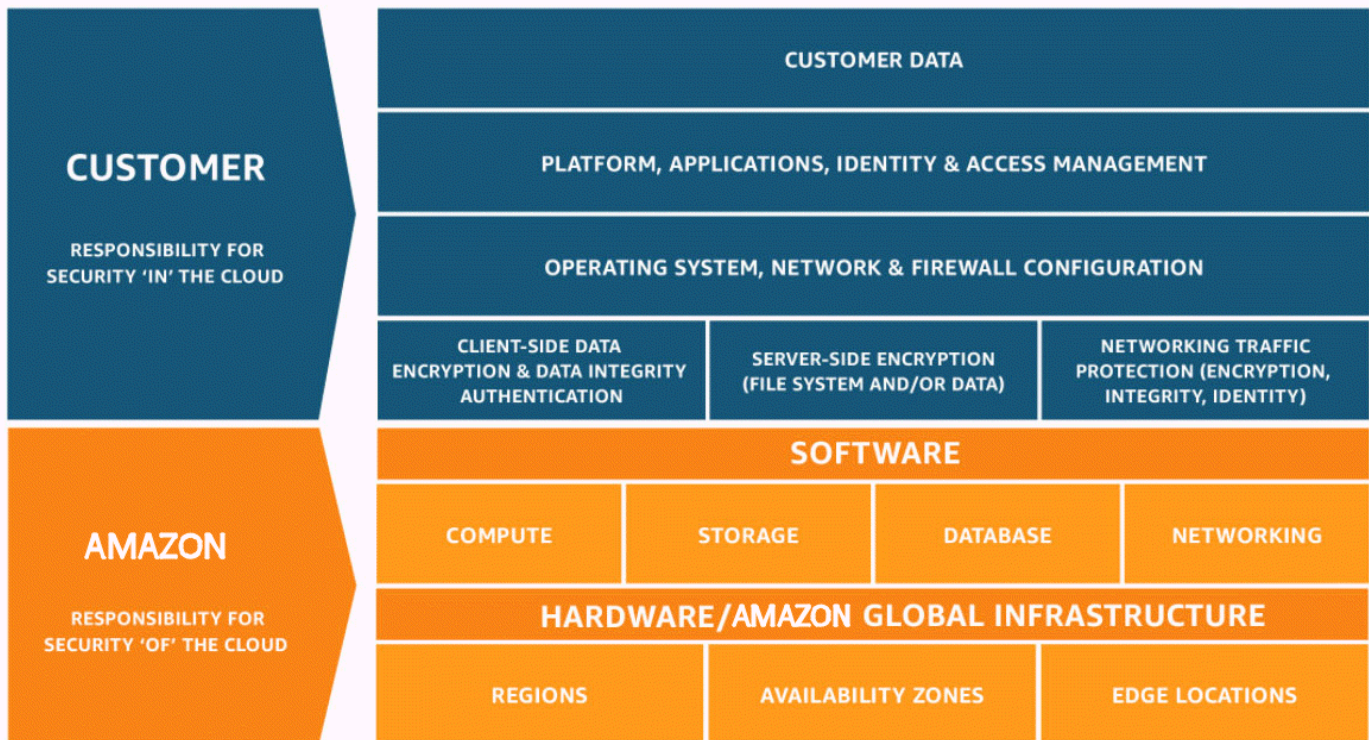 CUSTOMER
RESPONSIBILITY FOR
SECURITY ‘IN’ THE CLOUD
CUSTOMER DATA
PLATFORM, APPLICATIONS, IDENTITY & ACCESS MANAGEMENT
OPERATING SYSTEM, NETWORK & FIREWALL CONFIGURATION
CLIENT-SIDE DATA
ENCRYPTION & DATA INTEGRITY
AUTHENTICATION
SERVER-SIDE ENCRYPTION
(FILE SYSTEM AND/OR DATA)
NETWORKING TRAFFIC
PROTECTION (ENCRYPTION,
INTEGRITY, IDENTITY)
AMAZON
RESPONSIBILITY FOR
SECURITY ‘OF’ THE CLOUD
SOFTWARE
COMPUTE
STORAGE
DATABASE
NETWORKING
HARDWARE/AMAZON GLOBAL INFRASTRUCTURE
REGIONS
AVAILABILITY ZONES
EDGE LOCATIONS